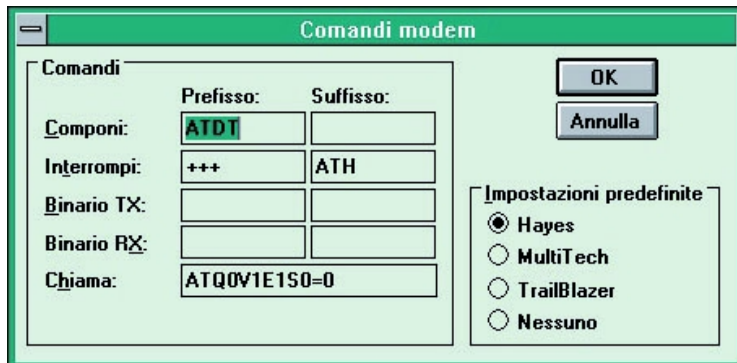 Comandi modem
Comandi
Prefisso: Suffisso:
Componi: ATDT
Interrompi: +++ ATH
Binario TX:
Binario RX:
Chiama: ATQ0V1E1S0=0
OK
Annulla
Impostazioni predefinite
Hayes
MultiTech
TrailBlazer
Nessuno